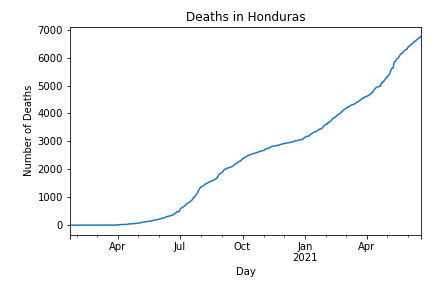 Deaths in Honduras
Number of Deaths
7000
6000
5000
4000
3000
2000
1000
0
Apr
Jul
Oct
Jan
2021
Apr
Day